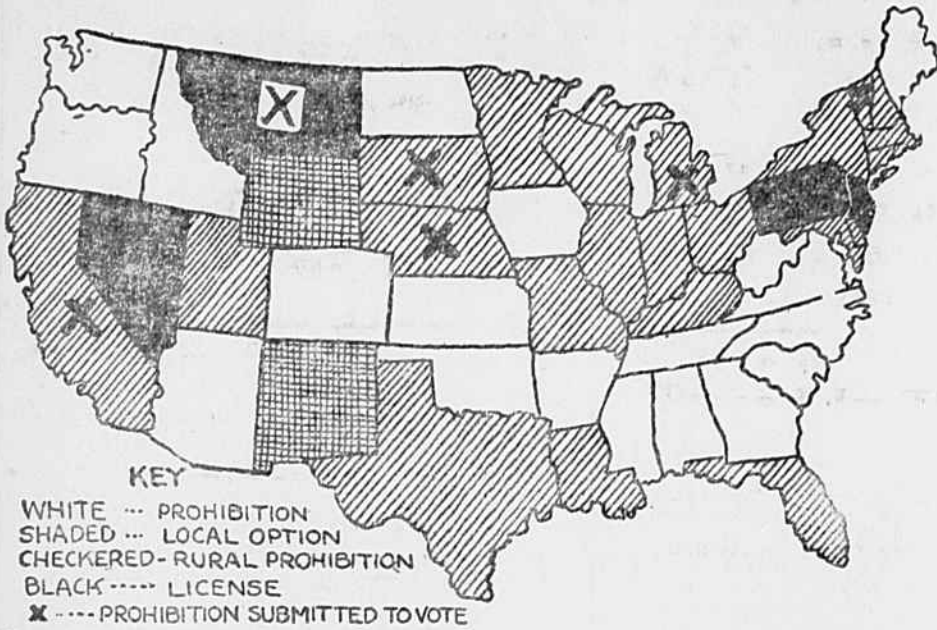 KEY
WHITE --- PROHIBITION
SHADED --- LOCAL OPTION
CHECKERED - RURAL PROHIBITION
BLACK ----- LICENSE
X ---- PROHIBITION SUBMITTED TO VOTE